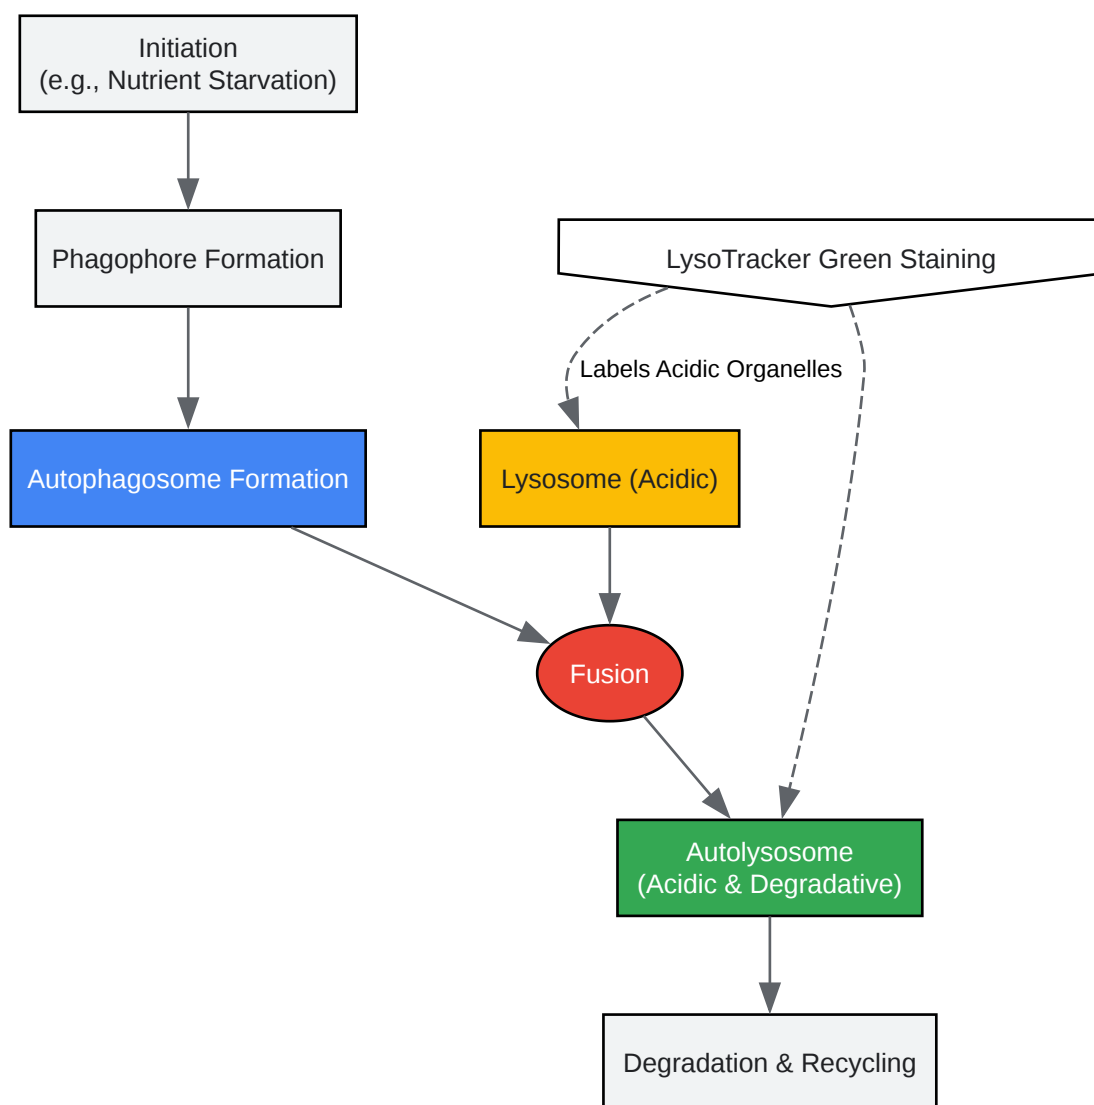 Initiation
(e.g., Nutrient Starvation)
Phagophore Formation
LysoTracker Green Staining
Labels Acidic Organelles
Autophagosome Formation
Lysosome (Acidic)
Fusion
Autolysosome
(Acidic & Degradative)
Degradation & Recycling